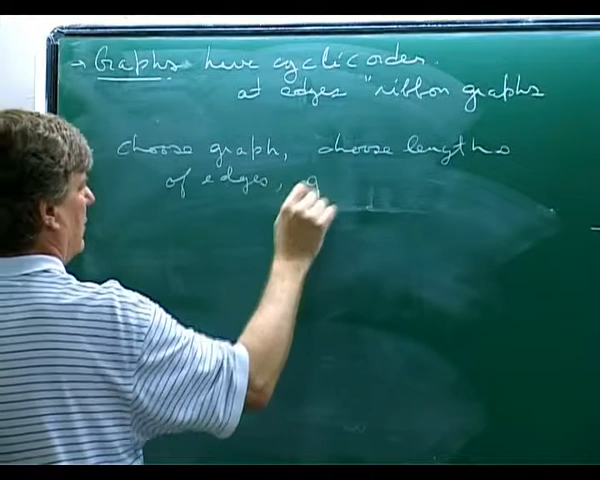 → Graphs have cyclic order.
at edges "ribbon graphs
choose graph, choose lengths
of edges, g